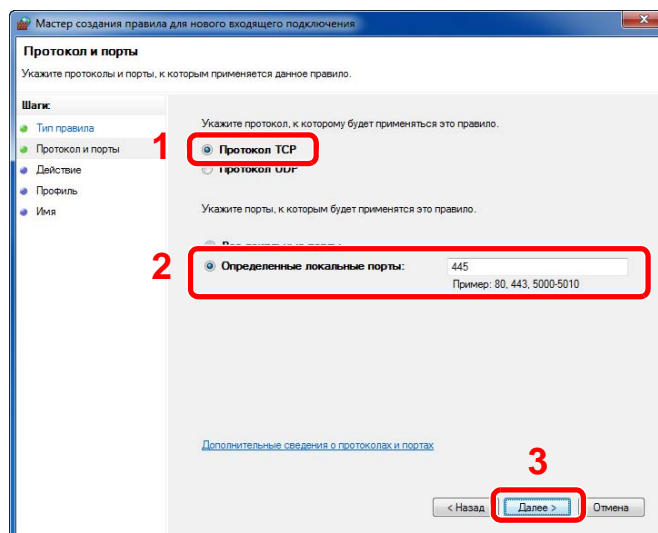 Мастер создания правила для нового входящего подключения
Протокол и порты
Укажите протоколы и порты, к которым применяется данное правило.
Шаги:
Тип правила
Протокол и порты
Действие
Профиль
Имя
Укажите протокол, к которому будет применяться это правило.
1
Протокол TCP
Протокол UDP
Укажите порты, к которым будет применятся это правило.
2
Определенные локальные порты: 445
Пример: 80, 443, 5000-5010
Дополнительные сведения о протоколах и портах
3
< Назад Далее > Отмена